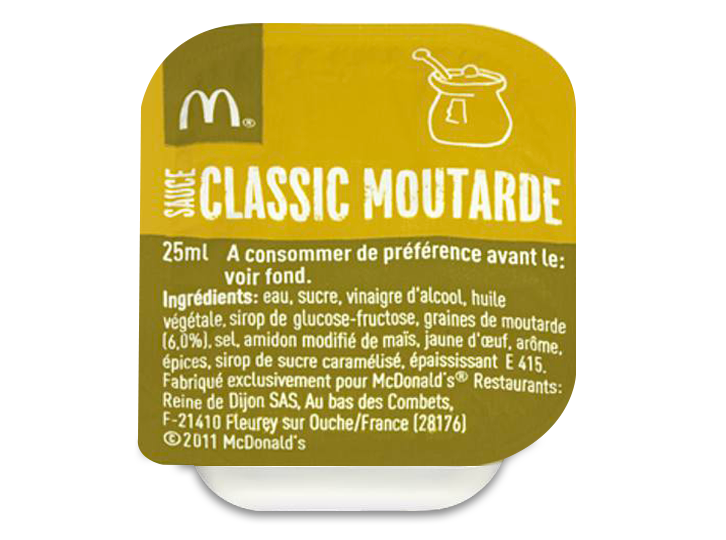 M®
SAUCE CLASSIC MOUTARDE
25ml A consommer de préférence avant le:
voir fond.
Ingrédients: eau, sucre, vinaigre d'alcool, huile
végétale, sirop de glucose-fructose, graines de moutarde
(6,0%), sel, amidon modifié de maïs, jaune d'œuf, arôme,
épices, sirop de sucre caramélisé, épaississant E 415.
Fabriqué exclusivement pour McDonald's® Restaurants:
Reine de Dijon SAS, Au bas des Combets,
F-21410 Fleurey sur Ouche/France (28176)
©2011 McDonald's